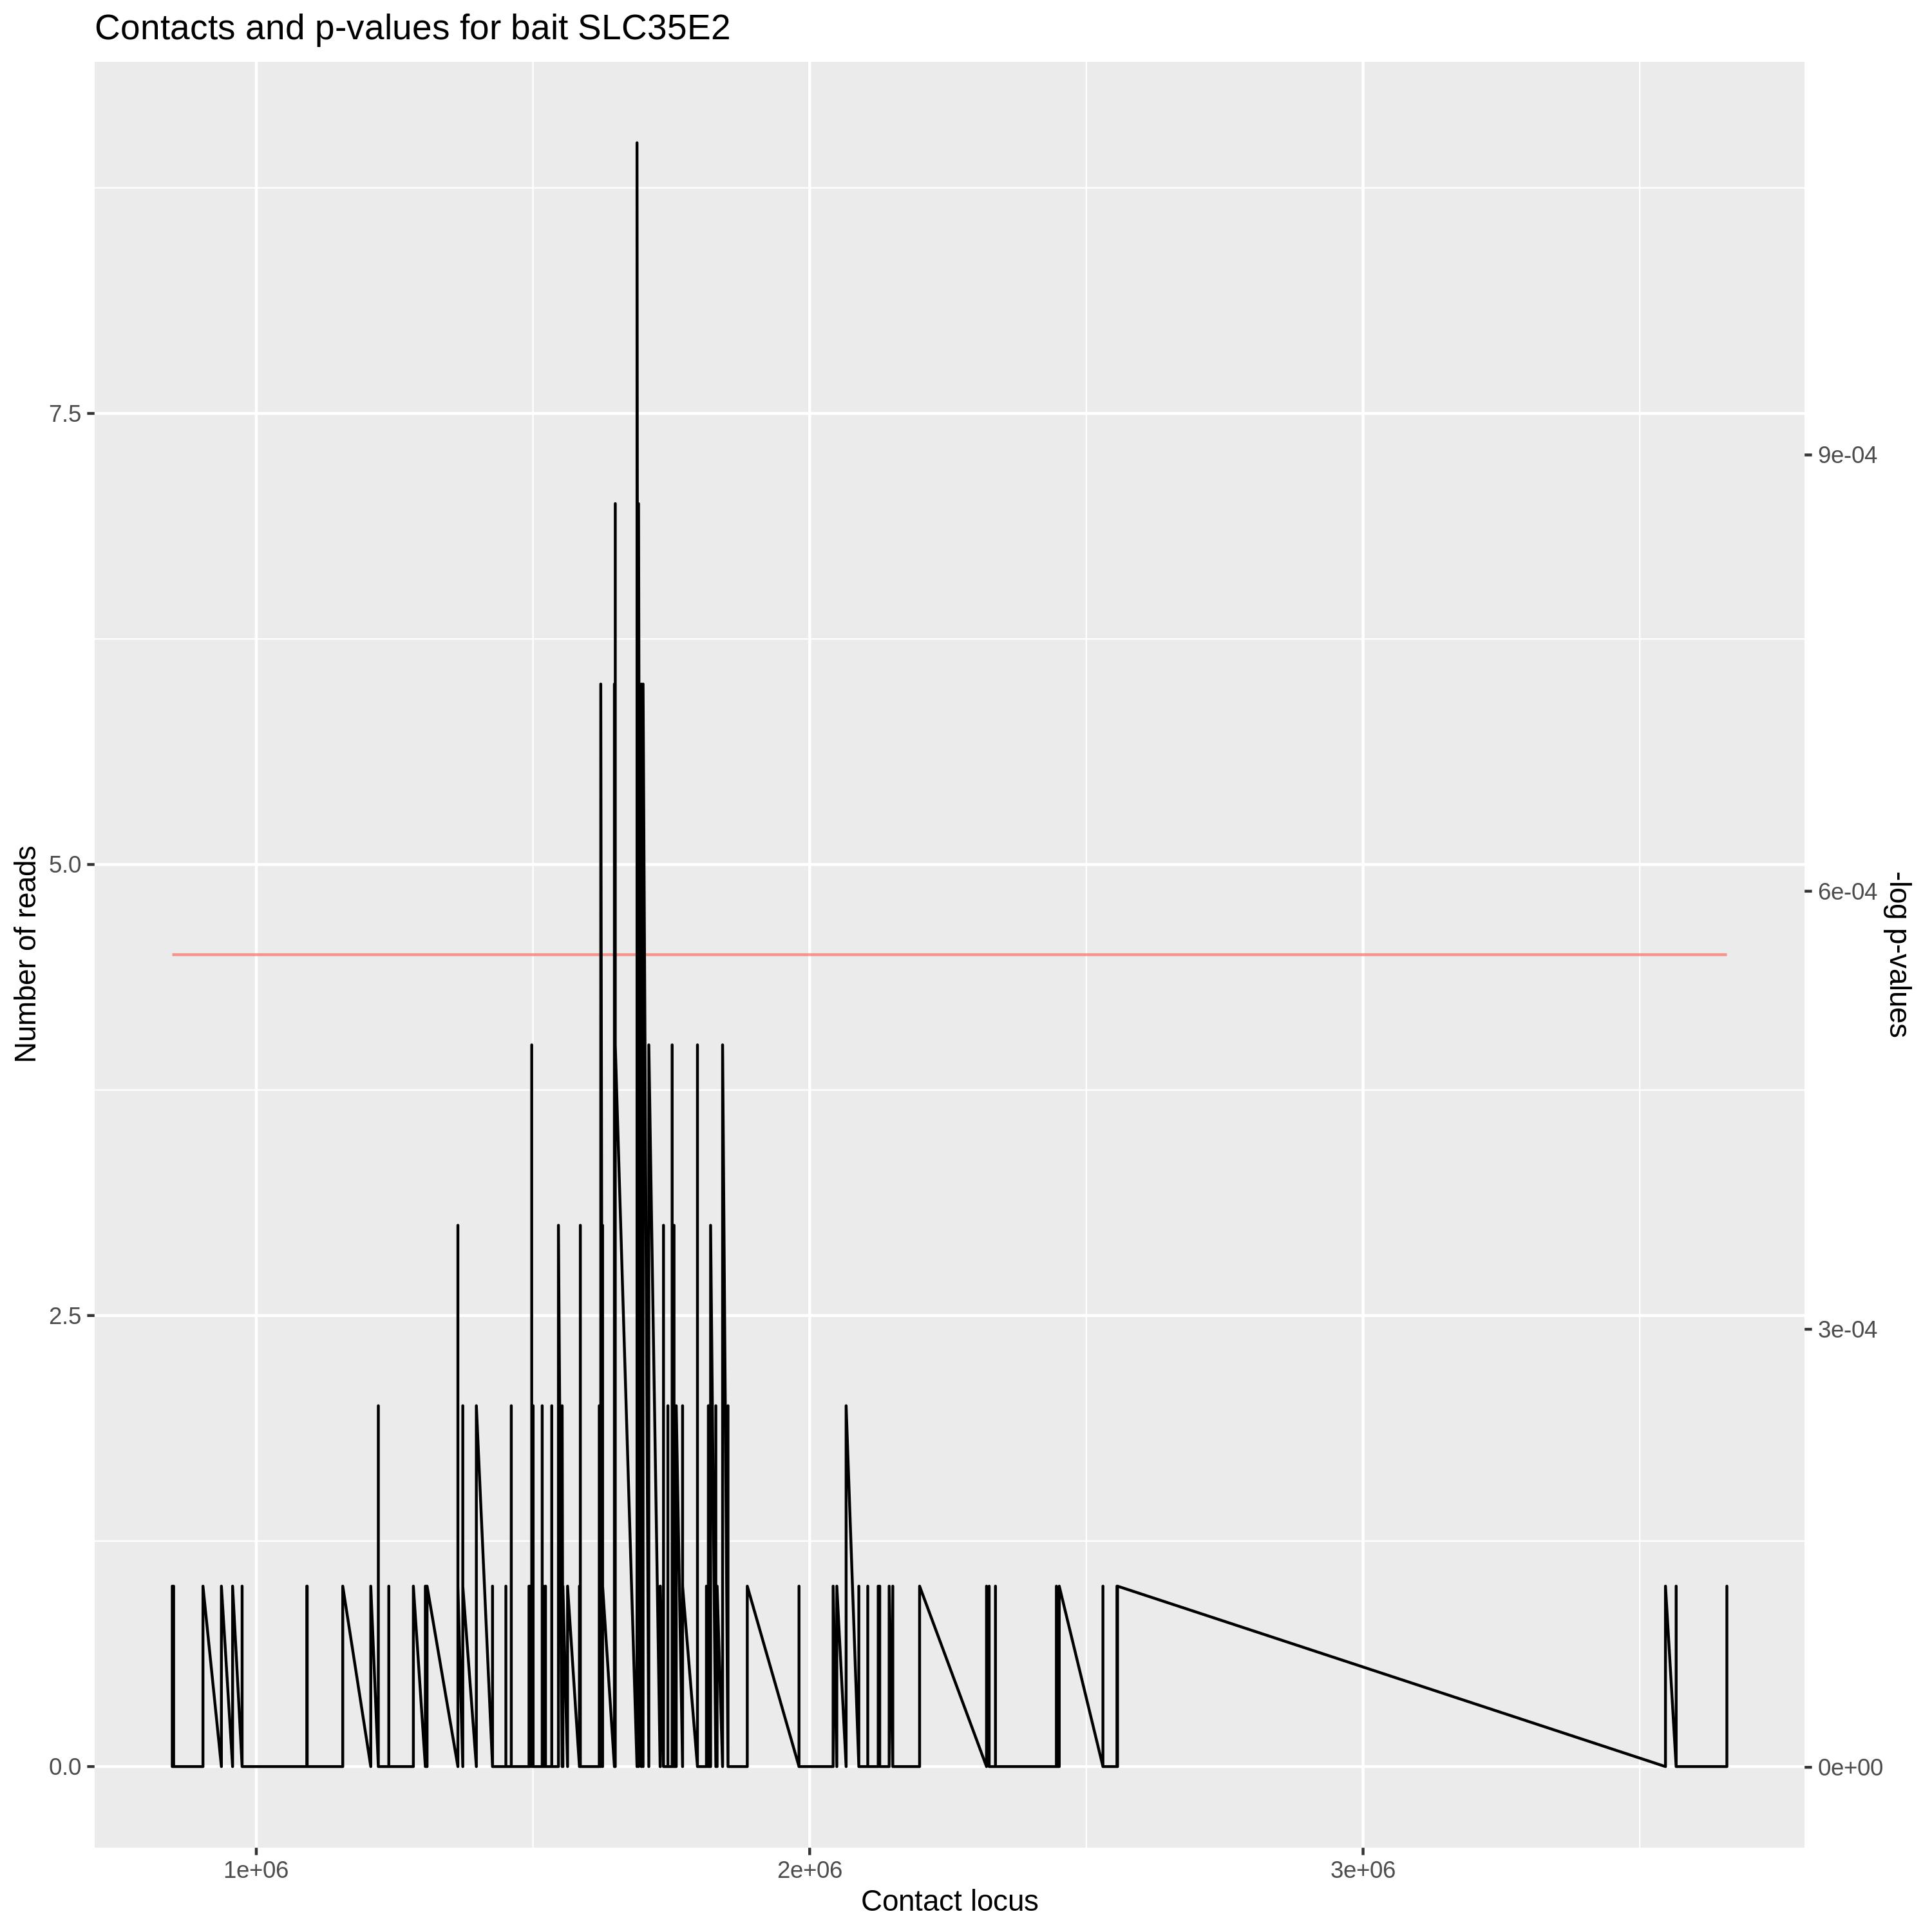 Contacts and p-values for bait SLC35E2
Number of reads
7.5
5.0
2.5
0.0
9e-04
6e-04
3e-04
0e+00
-log p-values
1e+06
2e+06
3e+06
Contact locus